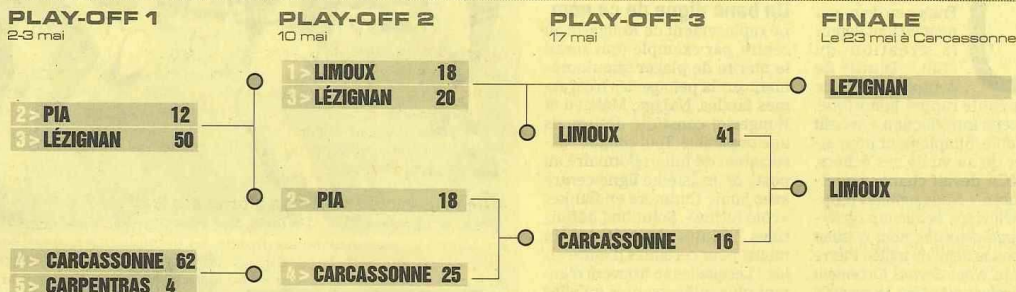 PLAY-OFF 1
2-3 mai
2> PIA 12
3> LÉZIGNAN 50
4> CARCASSONNE 62
5> CARPENTRAS 4
PLAY-OFF 2
10 mai
1> LIMOUX 18
3> LÉZIGNAN 20
2> PIA 18
4> CARCASSONNE 25
PLAY-OFF 3
17 mai
LIMOUX 41
CARCASSONNE 16
FINALE
Le 23 mai à Carcassonne
LEZIGNAN
LIMOUX